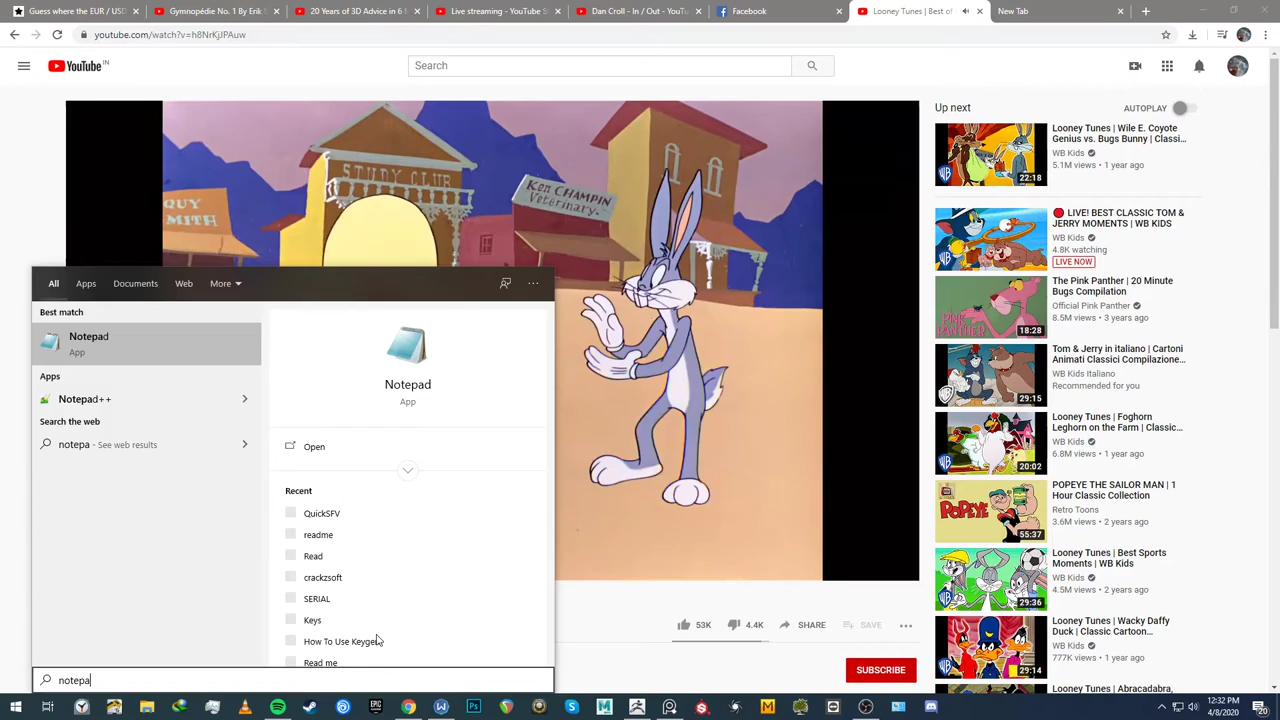 Guess where the EUR / USD
Gymnopédie No. 1 By Erik
20 Years of 3D Advice in 6
Live streaming - YouTube S
Dan Croll - In / Out - YouTub
Facebook
Looney Tunes | Best of
New Tab
youtube.com/watch?v=h8NrKjJPAuw
YouTube IN
Search
SANDS CLUB
GUY
SMITH
Ken CHAMPIN
Veterinary.
Up next
AUTOPLAY
Looney Tunes | Wile E. Coyote
Genius vs. Bugs Bunny | Classi...
WB Kids
5.1M views • 1 year ago
22:18
LIVE! BEST CLASSIC TOM &
JERRY MOMENTS | WB KIDS
WB Kids
4.8K watching
LIVE NOW
The Pink Panther | 20 Minute
Bugs Compilation
Official Pink Panther
8.5M views • 3 years ago
18:28
Tom & Jerry in italiano | Cartoni
Animati Classici Compilazione...
WB Kids Italiano
Recommended for you
29:15
Looney Tunes | Foghorn
Leghorn on the Farm | Classic...
WB Kids
6.8M views • 1 year ago
20:02
POPEYE THE SAILOR MAN | 1
Hour Classic Collection
Retro Toons
3.6M views • 2 years ago
55:37
POPEYE
Looney Tunes | Best Sports
Moments | WB Kids
WB Kids
4.5M views • 2 years ago
29:36
Looney Tunes | Wacky Daffy
Duck | Classic Cartoon...
WB Kids
777K views • 1 year ago
29:14
Looney Tunes | Abracadabra,
All Apps Documents Web More
Best match
Notepad
App
Apps
Notepad++
Search the web
notepa - See web results
Notepad
App
Open
Recent
QuickSFV
readme
Read
crackzsoft
SERIAL
Keys
How To Use Keygen
Read me
notepa
53K 4.4K SHARE SAVE
SUBSCRIBE
12:32 PM
4/8/2020
20